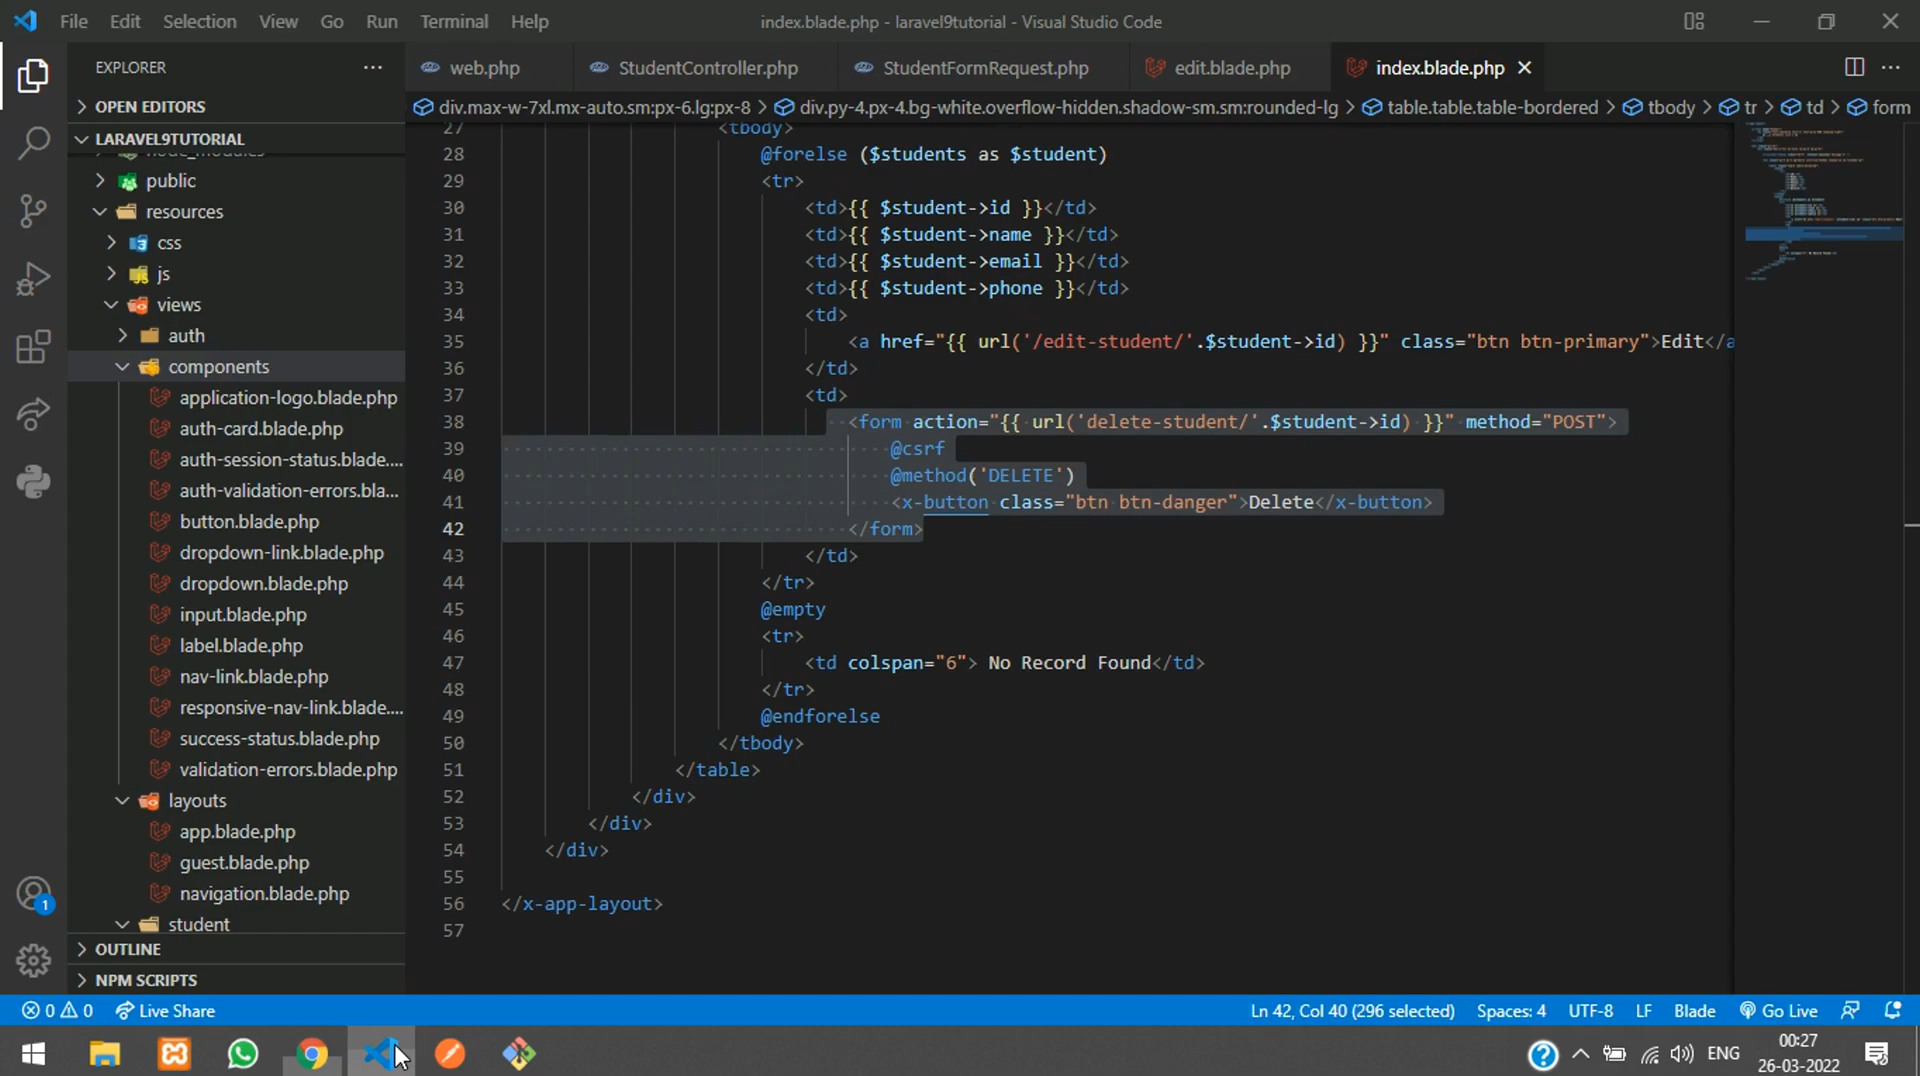 File Edit Selection View Go Run Terminal Help
index.blade.php - laravel9tutorial - Visual Studio Code
EXPLORER
web.php
StudentController.php
StudentFormRequest.php
edit.blade.php
index.blade.php
OPEN EDITORS
div.max-w-7xl.mx-auto.sm:px-6.lg:px-8 > div.py-4.px-4.bg-white.overflow-hidden.shadow-sm.sm:rounded-lg > table.table.table-bordered > tbody > tr > td > form
LARAVEL9TUTORIAL
node_modules
public
resources
css
js
views
auth
components
application-logo.blade.php
auth-card.blade.php
auth-session-status.blade....
auth-validation-errors.bla...
button.blade.php
dropdown-link.blade.php
dropdown.blade.php
input.blade.php
label.blade.php
nav-link.blade.php
responsive-nav-link.blade....
success-status.blade.php
validation-errors.blade.php
layouts
app.blade.php
guest.blade.php
navigation.blade.php
student
OUTLINE
NPM SCRIPTS
27 <tbody>
28 @forelse ($students as $student)
29 <tr>
30 <td>{{ $student->id }}</td>
31 <td>{{ $student->name }}</td>
32 <td>{{ $student->email }}</td>
33 <td>{{ $student->phone }}</td>
34 <td>
35 <a href="{{ url('/edit-student/'.$student->id) }}" class="btn btn-primary">Edit</a
36 </td>
37 <td>
38 <form action="{{ url('delete-student/'.$student->id) }}" method="POST">
39 @csrf
40 @method('DELETE')
41 <x-button class="btn btn-danger">Delete</x-button>
42 </form>
43 </td>
44 </tr>
45 @empty
46 <tr>
47 <td colspan="6"> No Record Found</td>
48 </tr>
49 @endforelse
50 </tbody>
51 </table>
52 </div>
53 </div>
54 </div>
55
56 </x-app-layout>
57
0 0 Live Share
Ln 42, Col 40 (296 selected) Spaces: 4 UTF-8 LF Blade Go Live
1
ENG
00:27
26-03-2022